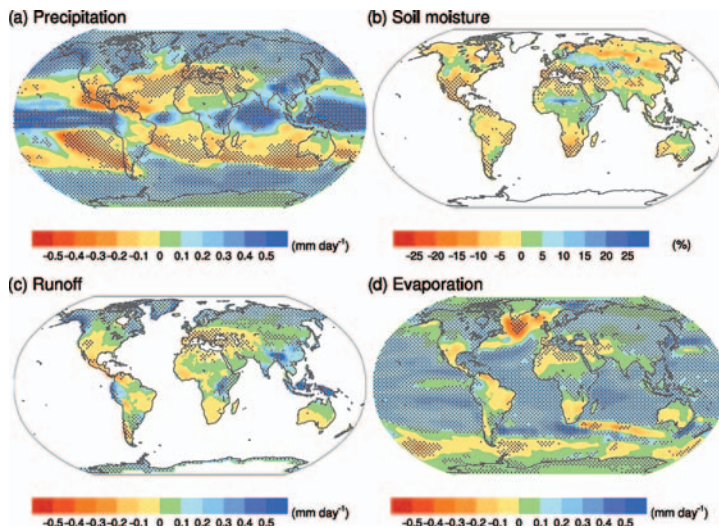 (a) Precipitation
(b) Soil moisture
-0.5-0.4-0.3-0.2-0.1 0 0.1 0.2 0.3 0.4 0.5 (mm day-1)
-25 -20 -15 -10 -5 0 5 10 15 20 25 (%)
(c) Runoff
(d) Evaporation
-0.5-0.4-0.3-0.2-0.1 0 0.1 0.2 0.3 0.4 0.5 (mm day-1)
-0.5-0.4-0.3-0.2-0.1 0 0.1 0.2 0.3 0.4 0.5 (mm day-1)